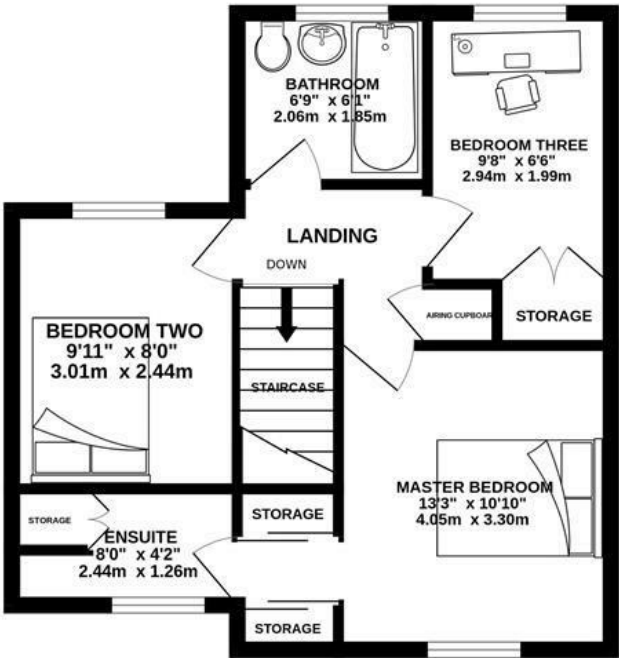 BATHROOM
6'9" x 6'1"
2.06m x 1.85m
BEDROOM THREE
9'8" x 6'6"
2.94m x 1.99m
LANDING
DOWN
BEDROOM TWO
9'11" x 8'0"
3.01m x 2.44m
AIRING CUPBOAR
STORAGE
STAIRCASE
MASTER BEDROOM
13'3" x 10'10"
4.05m x 3.30m
STORAGE
ENSUITE
8'0" x 4'2"
2.44m x 1.26m
STORAGE
STORAGE